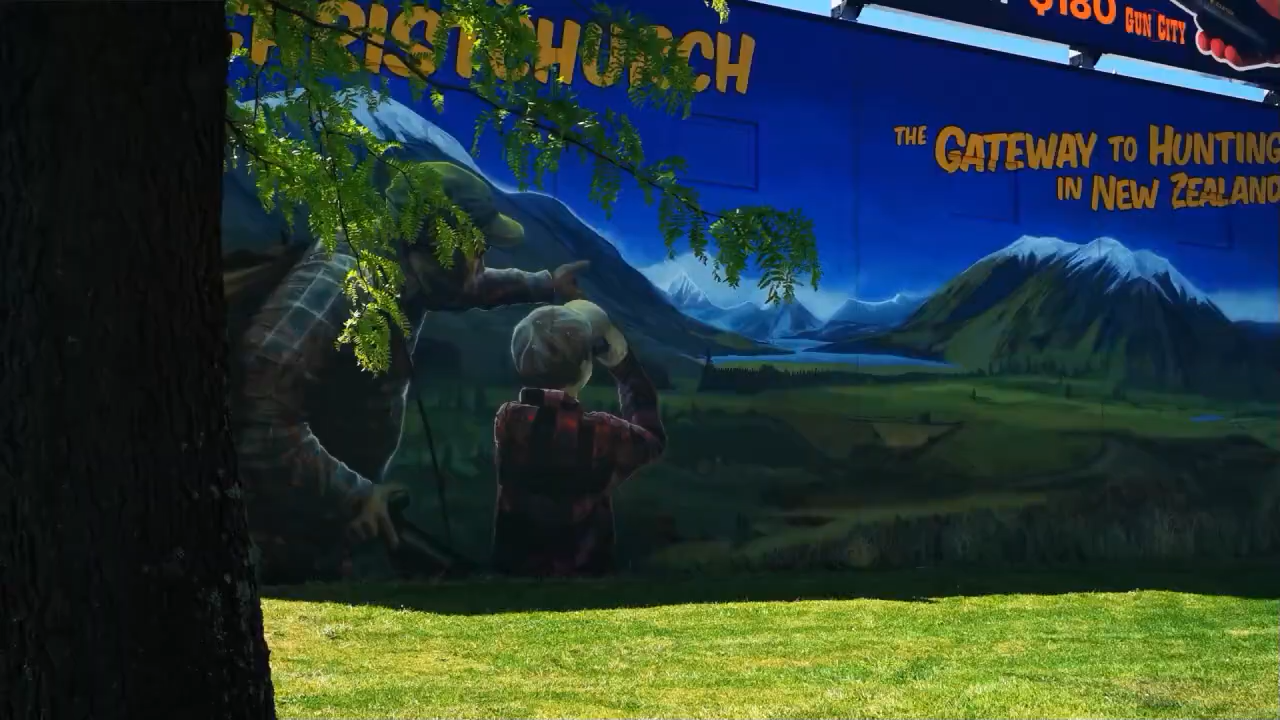 CHRISTCHURCH
$180 GUN CITY
THE GATEWAY TO HUNTING
IN NEW ZEALAND